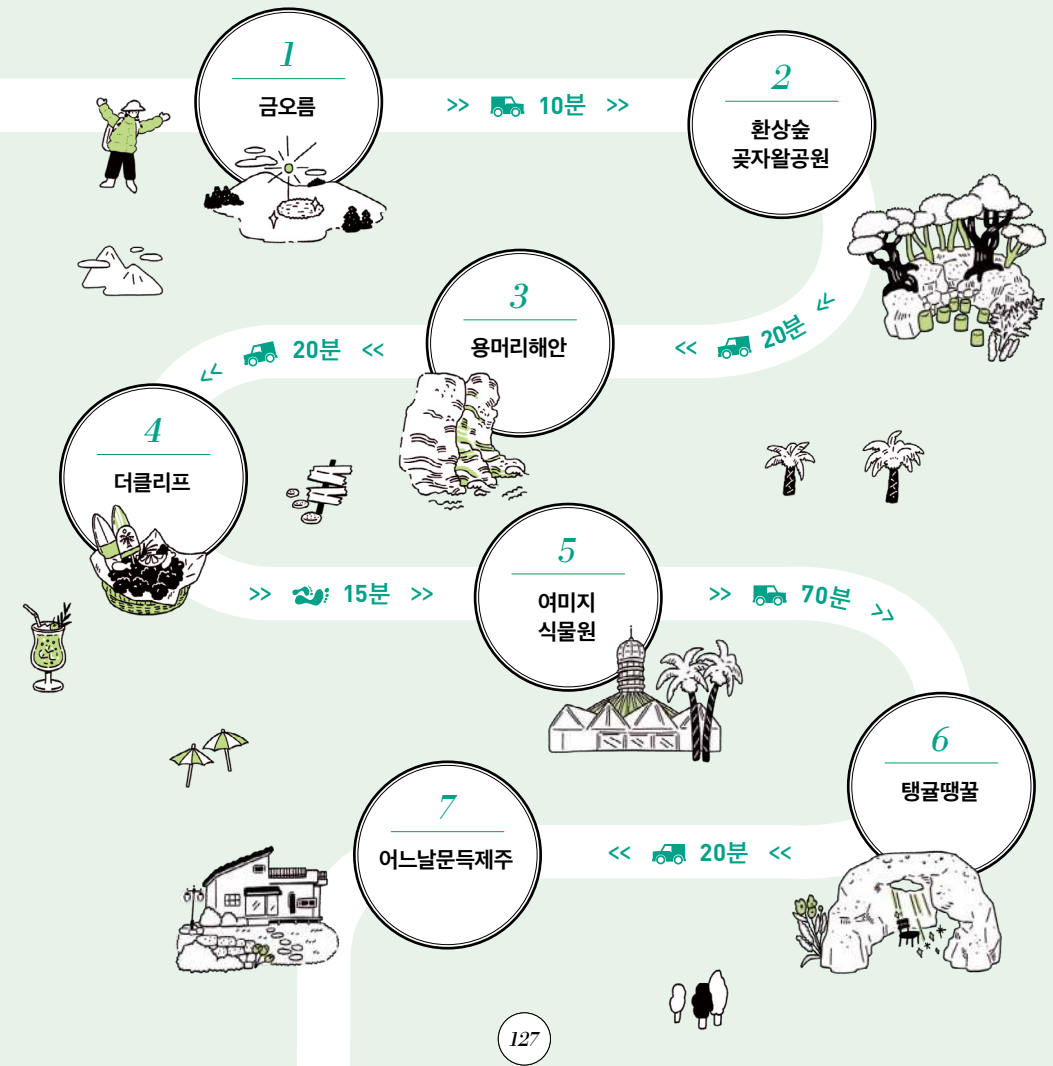 1
금오름
>> 10분 >>
2
환상숲
곶자왈공원
>> 20분 >>
3
용머리해안
<< 20분 <<
4
더클리프
>> 15분 >>
5
여미지
식물원
>> 70분 >>
6
탱귤땡꿀
<< 20분 <<
7
어느날문득제주
127